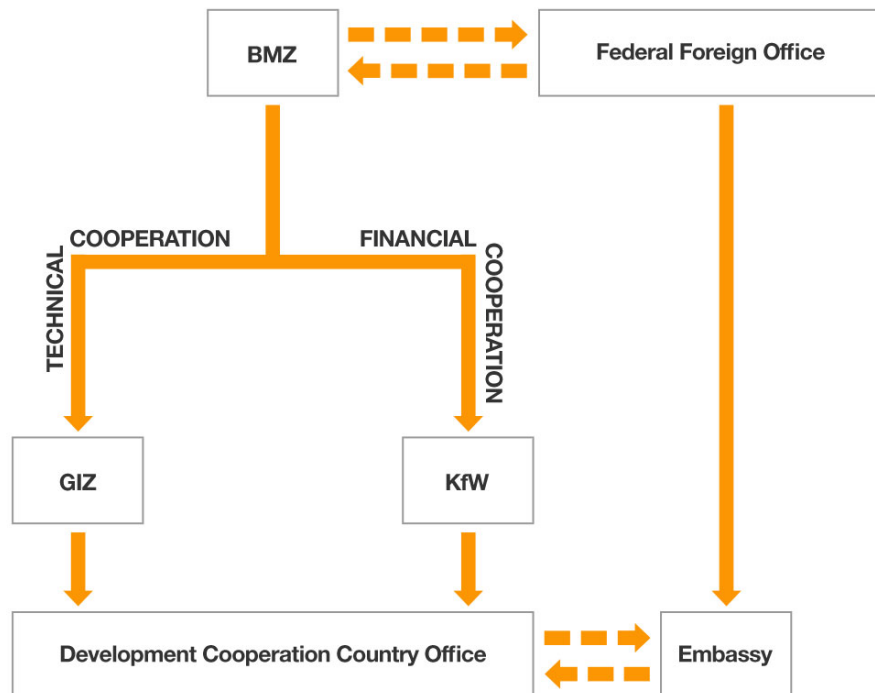 BMZ
Federal Foreign Office
COOPERATION
FINANCIAL
TECHNICAL
COOPERATION
GIZ
KfW
Development Cooperation Country Office
Embassy